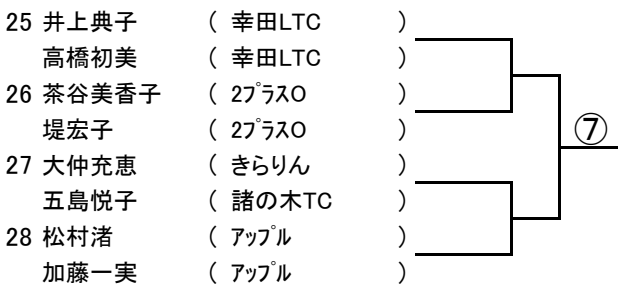 25 井上典子 ( 幸田LTC )
高橋初美 ( 幸田LTC )
26 茶谷美香子 ( 2プラスO )
堤宏子 ( 2プラスO )
⑦
27 大仲充恵 ( きらりん )
五島悦子 ( 諸の木TC )
28 松村渚 ( アップル )
加藤一実 ( アップル )